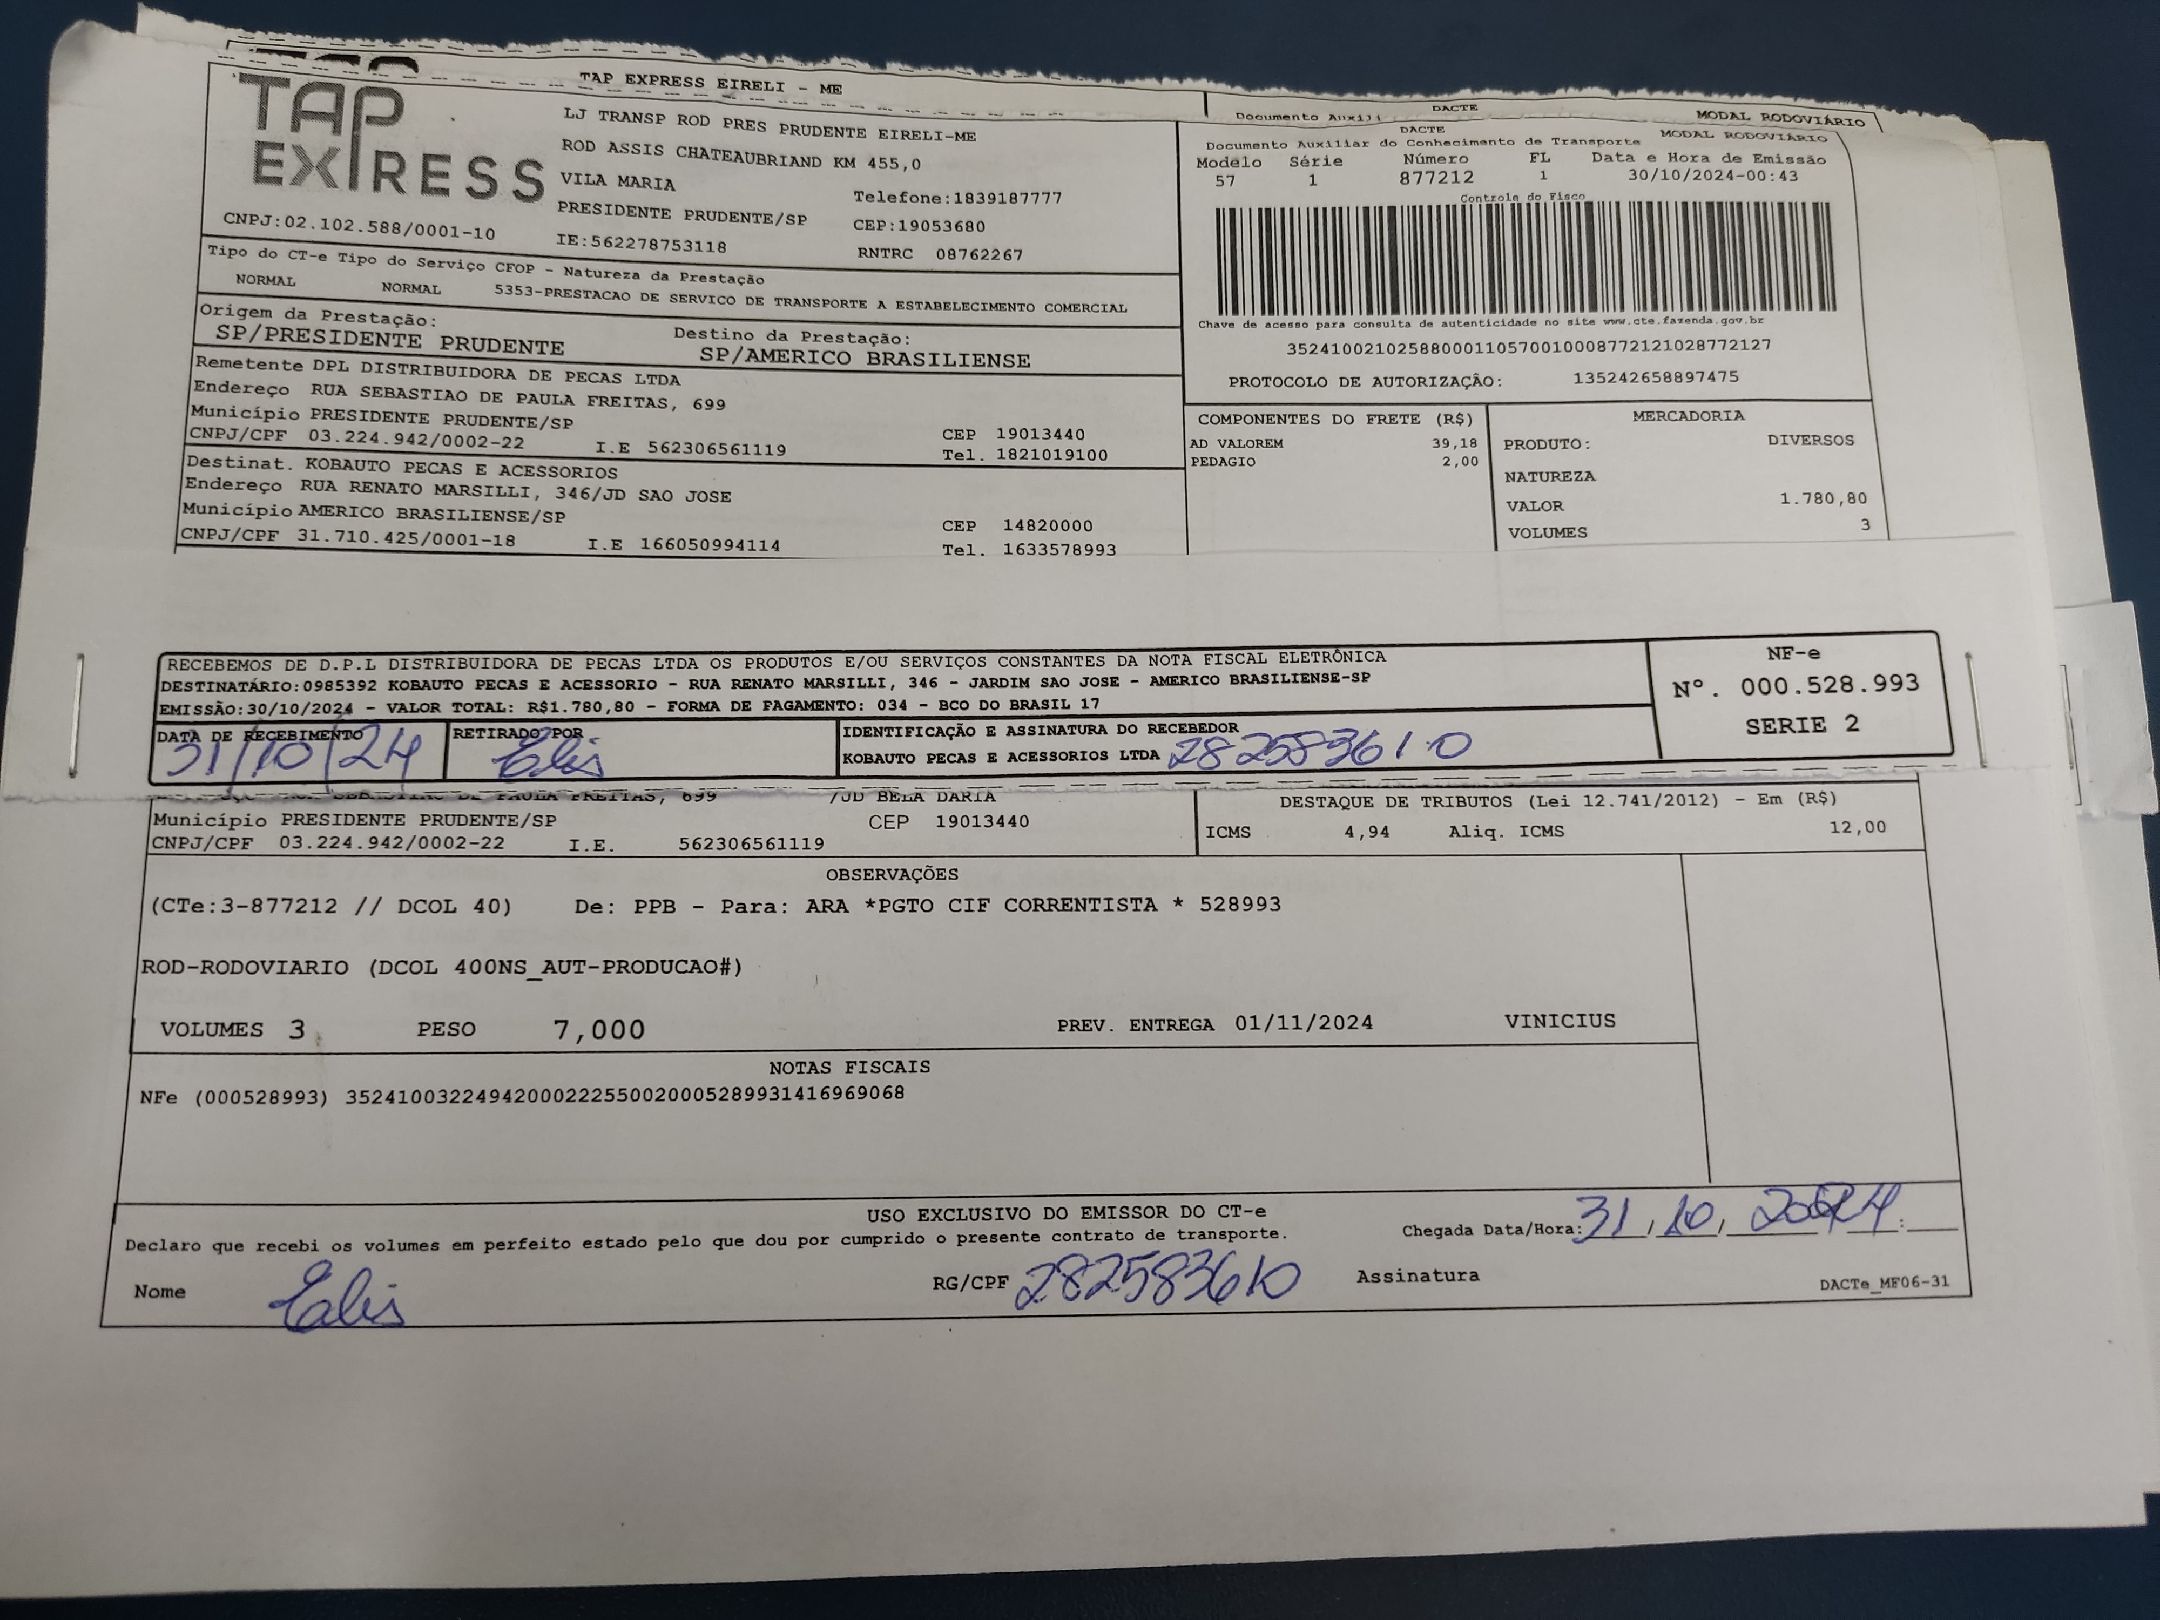 TAP EXPRESS EIRELI - ME
DACTE
Documento Auxili
MODAL RODOVIÁRIO
TAP
EXPRESS
LJ TRANSP ROD PRES PRUDENTE EIRELI-ME
ROD ASSIS CHATEAUBRIAND KM 455,0
VILA MARIA
Telefone:1839187777
PRESIDENTE PRUDENTE/SP
CEP:19053680
CNPJ:02.102.588/0001-10
IE:562278753118
RNTRC 08762267
DACTE
MODAL RODOVIÁRIO
Documento Auxiliar do Conhecimento de Transporte
Modelo Série Número FL Data e Hora de Emissão
57 1 877212 1 30/10/2024-00:43
Controle do Fisco
Chave de acesso para consulta de autenticidade no site www.cte.fazenda.gov.br
35241002102588000110570010008772121028772127
PROTOCOLO DE AUTORIZAÇÃO: 135242658897475
Tipo do CT-e Tipo do Serviço CFOP - Natureza da Prestação
NORMAL NORMAL 5353-PRESTACAO DE SERVICO DE TRANSPORTE A ESTABELECIMENTO COMERCIAL
Origem da Prestação:
SP/PRESIDENTE PRUDENTE
Destino da Prestação:
SP/AMERICO BRASILIENSE
Remetente DPL DISTRIBUIDORA DE PECAS LTDA
Endereço RUA SEBASTIAO DE PAULA FREITAS, 699
Município PRESIDENTE PRUDENTE/SP
CEP 19013440
CNPJ/CPF 03.224.942/0002-22 I.E 562306561119 Tel. 1821019100
Destinat. KOBAUTO PECAS E ACESSORIOS
Endereço RUA RENATO MARSILLI, 346/JD SAO JOSE
Município AMERICO BRASILIENSE/SP
CEP 14820000
CNPJ/CPF 31.710.425/0001-18 I.E 166050994114 Tel. 1633578993
COMPONENTES DO FRETE (R$)
AD VALOREM 39,18
PEDAGIO 2,00
MERCADORIA
PRODUTO: DIVERSOS
NATUREZA
VALOR 1.780,80
VOLUMES 3
RECEBEMOS DE D.P.L DISTRIBUIDORA DE PECAS LTDA OS PRODUTOS E/OU SERVIÇOS CONSTANTES DA NOTA FISCAL ELETRÔNICA
DESTINATÁRIO:0985392 KOBAUTO PECAS E ACESSORIO - RUA RENATO MARSILLI, 346 - JARDIM SAO JOSE - AMERICO BRASILIENSE-SP
EMISSÃO:30/10/2024 - VALOR TOTAL: R$1.780,80 - FORMA DE PAGAMENTO: 034 - BCO DO BRASIL 17
NF-e
Nº. 000.528.993
SERIE 2
DATA DE RECEBIMENTO
31/10/24
RETIRADO POR
IDENTIFICAÇÃO E ASSINATURA DO RECEBEDOR
KOBAUTO PECAS E ACESSORIOS LTDA 282583610
DE PAULA FREITAS, 699 /JD BELA DARIA
Município PRESIDENTE PRUDENTE/SP CEP 19013440
CNPJ/CPF 03.224.942/0002-22 I.E. 562306561119
DESTAQUE DE TRIBUTOS (Lei 12.741/2012) - Em (R$)
ICMS 4,94 Aliq. ICMS 12,00
OBSERVAÇÕES
(CTe:3-877212 // DCOL 40) De: PPB - Para: ARA *PGTO CIF CORRENTISTA * 528993
ROD-RODOVIARIO (DCOL 400NS_AUT-PRODUCAO#)
VOLUMES 3 PESO 7,000 PREV. ENTREGA 01/11/2024 VINICIUS
NOTAS FISCAIS
NFe (000528993) 35241003224942000222550020005289931416969068
USO EXCLUSIVO DO EMISSOR DO CT-e
Declaro que recebi os volumes em perfeito estado pelo que dou por cumprido o presente contrato de transporte.
Chegada Data/Hora: 31/10/2024
Nome
RG/CPF 282583610
Assinatura
DACTe_MF06-31